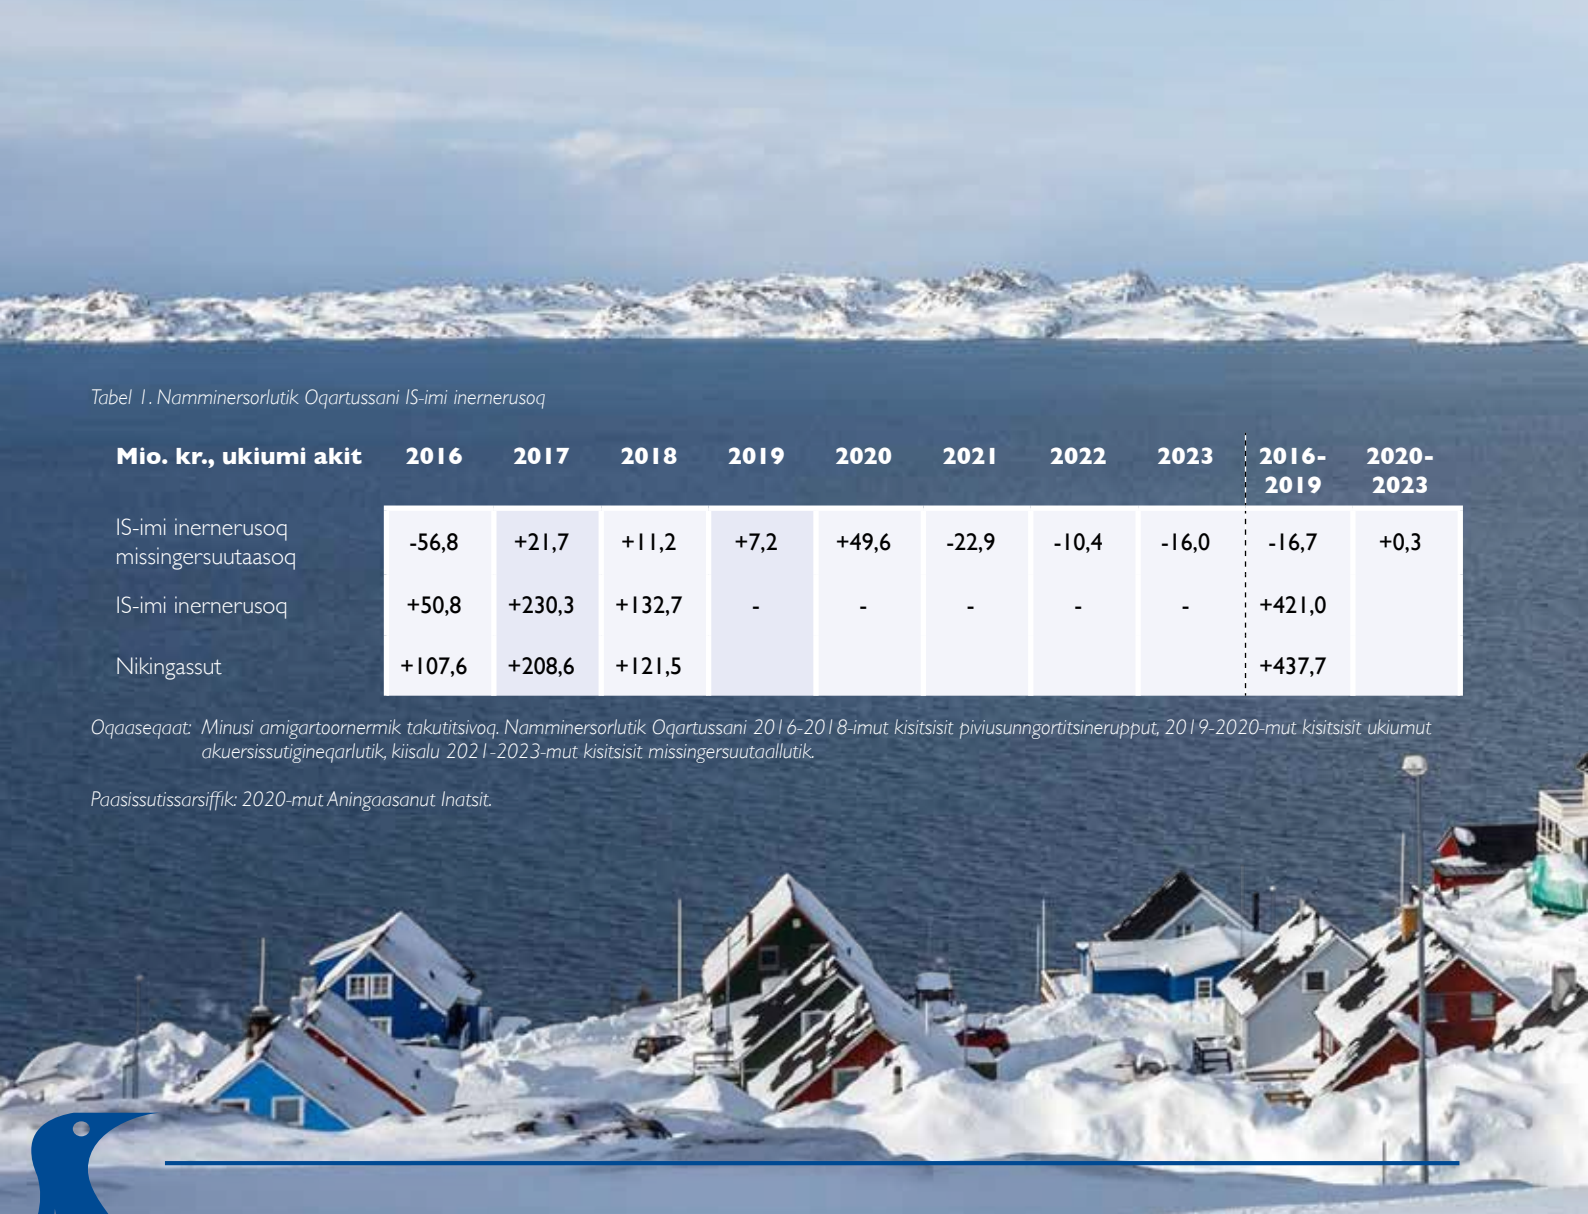 Tabel 1. Namminersorlutik Oqartussani IS-imi inernerusoq
Mio. kr., ukiumi akit 2016 2017 2018 2019 2020 2021 2022 2023 2016-2019 2020-2023
IS-imi inernerusoq
missingersuutaasoq -56,8 +21,7 +11,2 +7,2 +49,6 -22,9 -10,4 -16,0 -16,7 +0,3
IS-imi inernerusoq +50,8 +230,3 +132,7 - - - - - +421,0
Nikingassut +107,6 +208,6 +121,5 +437,7
Oqaaseqaat: Minusi amigartoornermik takutitsivoq. Namminersorlutik Oqartussani 2016-2018-imut kisitsisit piviusunngortitsinerupput, 2019-2020-mut kisitsisit ukiumut
akuersissutigineqarlutik, kiisalu 2021-2023-mut kisitsisit missingersuutaallutik.
Paasissutissarsiffik: 2020-mut Aningaasanut Inatsit.